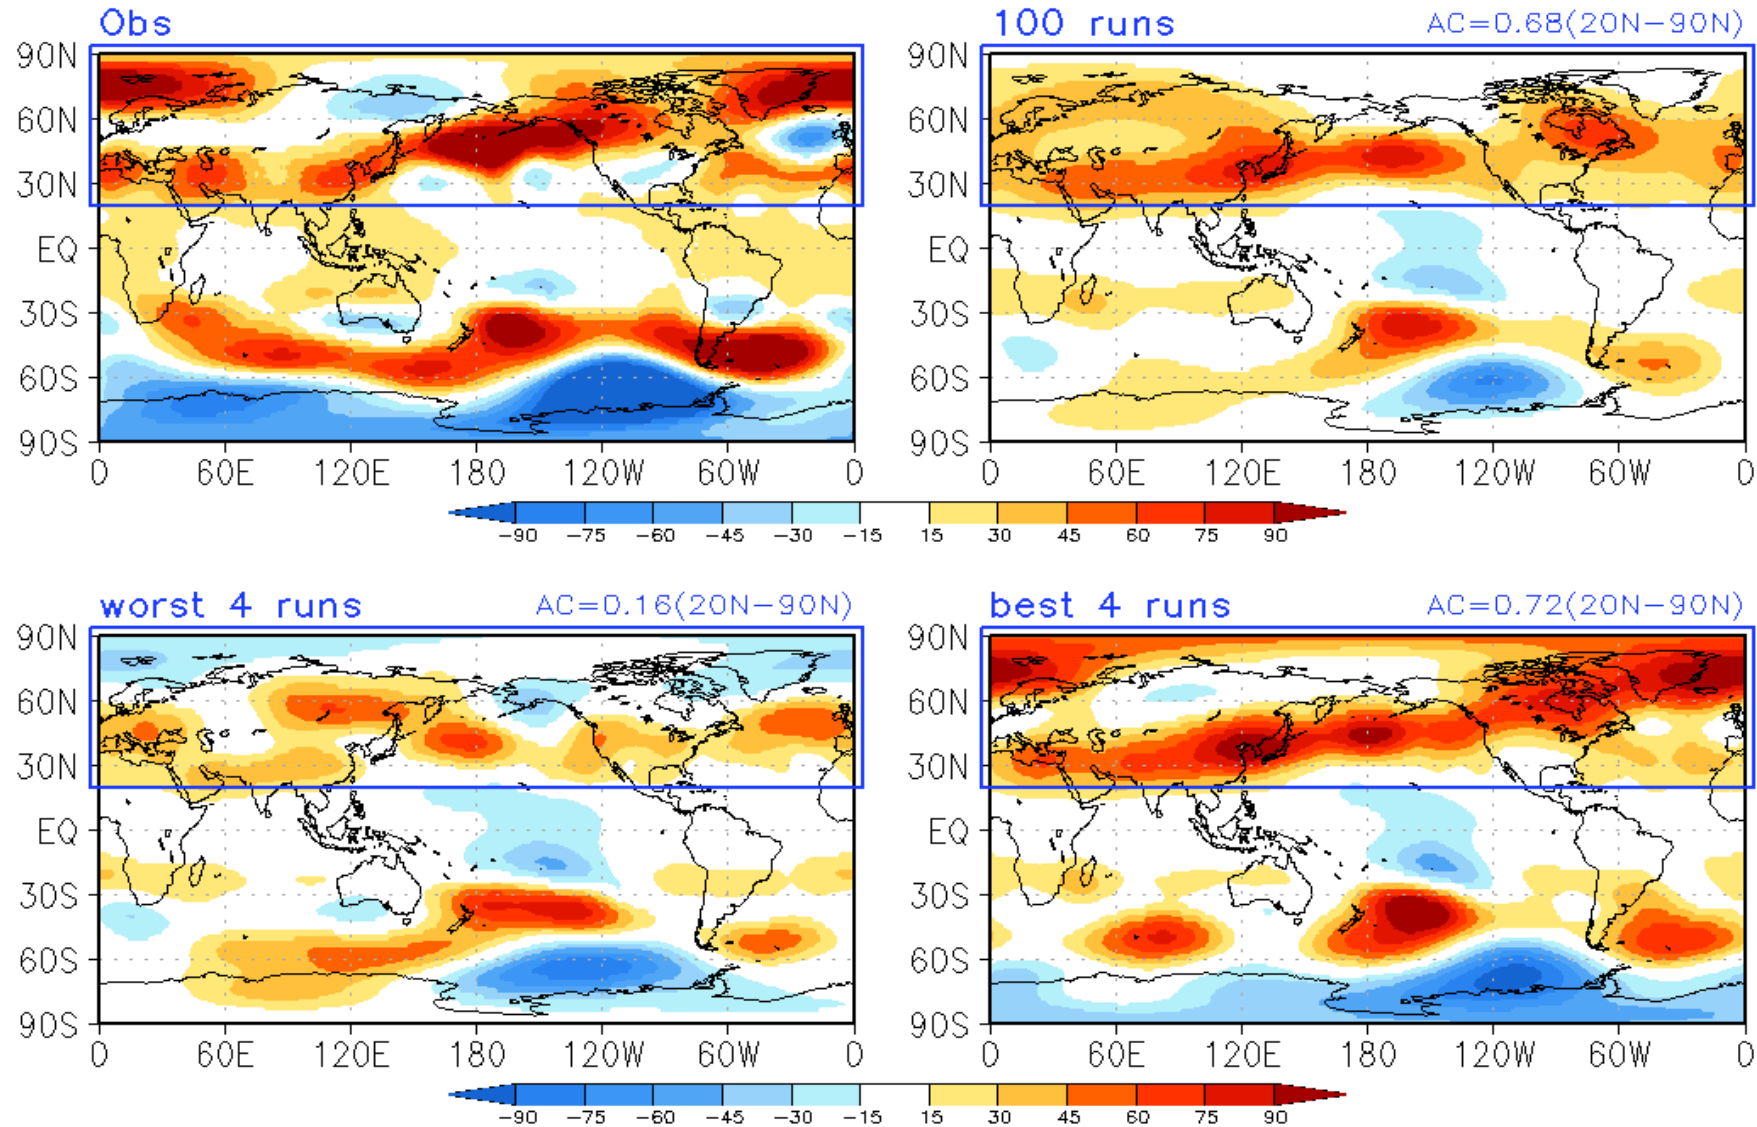 Obs
100 runs AC=0.68(20N−90N)
90N 90N
60N 60N
30N 30N
EQ EQ
30S 30S
60S 60S
90S 90S
0 60E 120E 180 120W 60W 0 0 60E 120E 180 120W 60W 0
−90 −75 −60 −45 −30 −15 15 30 45 60 75 90
worst 4 runs AC=0.16(20N−90N) best 4 runs AC=0.72(20N−90N)
90N 90N
60N 60N
30N 30N
EQ EQ
30S 30S
60S 60S
90S 90S
0 60E 120E 180 120W 60W 0 0 60E 120E 180 120W 60W 0
−90 −75 −60 −45 −30 −15 15 30 45 60 75 90